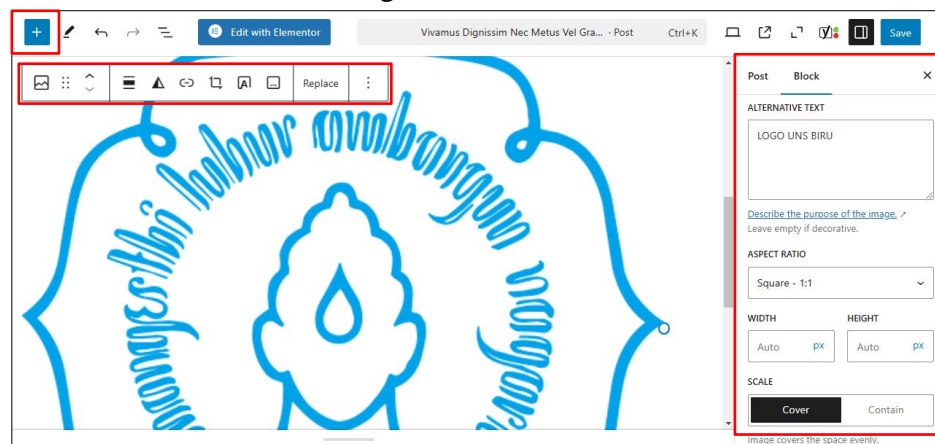 +
Edit with Elementor
Vivamus Dignissim Nec Metus Vel Gra... · Post Ctrl+K
Save
Replace
luhur ambangun
Post Block
ALTERNATIVE TEXT
LOGO UNS BIRU
Describe the purpose of the image. ↗
Leave empty if decorative.
ASPECT RATIO
Square - 1:1
WIDTH HEIGHT
Auto px Auto px
SCALE
Cover Contain
Image covers the space evenly.